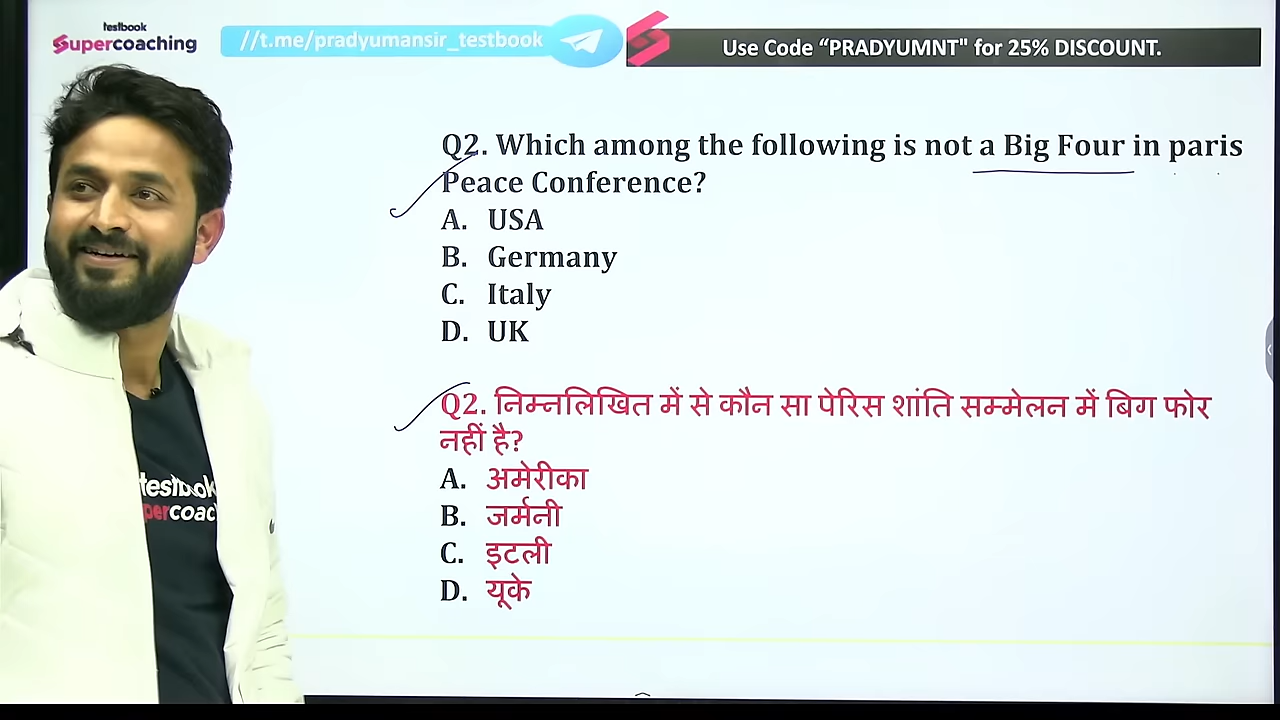 testbook
Supercoaching
//t.me/pradyumansir_testbook
Use Code “PRADYUMNT" for 25% DISCOUNT.
Q2. Which among the following is not a Big Four in paris
Peace Conference?
A. USA
B. Germany
C. Italy
D. UK
Q2. निम्नलिखित में से कौन सा पेरिस शांति सम्मेलन में बिग फोर
नहीं है?
A. अमेरीका
B. जर्मनी
C. इटली
D. यूके
testbook
percoach